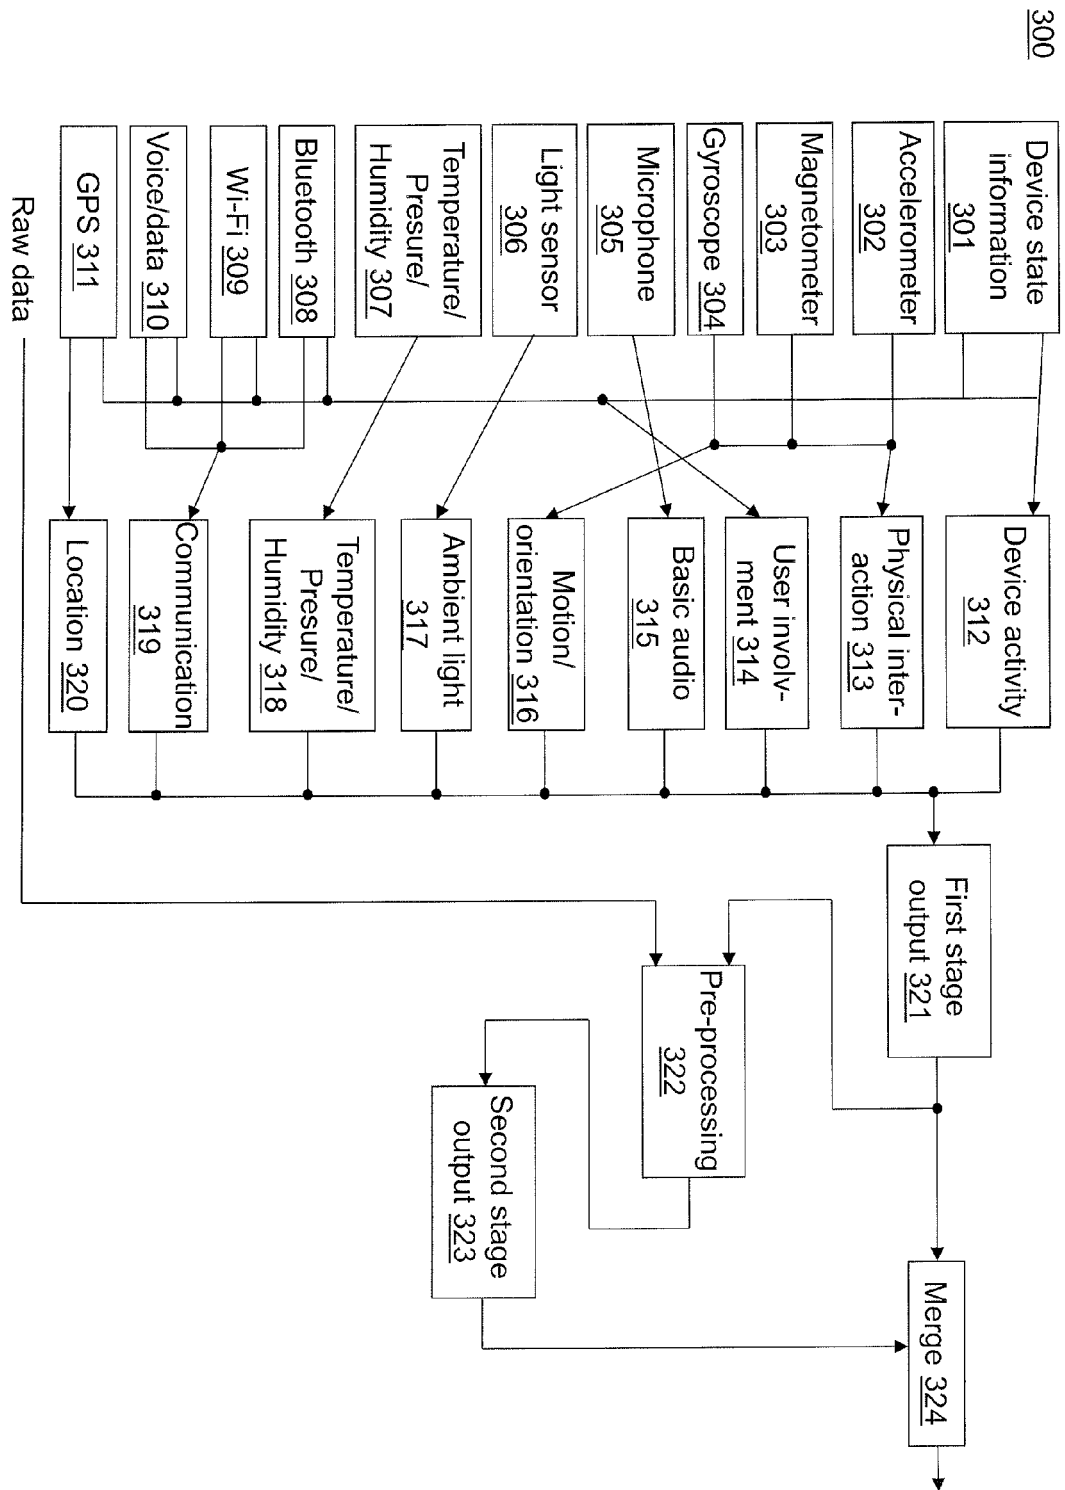 300
Device state
information
301
Accelerometer
302
Magnetometer
303
Gyroscope 304
Microphone
305
Light sensor
306
Temperature/
Presure/
Humidity 307
Bluetooth 308
Wi-Fi 309
Voice/data 310
GPS 311
Raw data
Device activity
312
Physical inter-
action 313
User involv-
ment 314
Basic audio
315
Motion/
orientation 316
Ambient light
317
Temperature/
Presure/
Humidity 318
Communication
319
Location 320
First stage
output 321
Pre-processing
322
Second stage
output 323
Merge 324